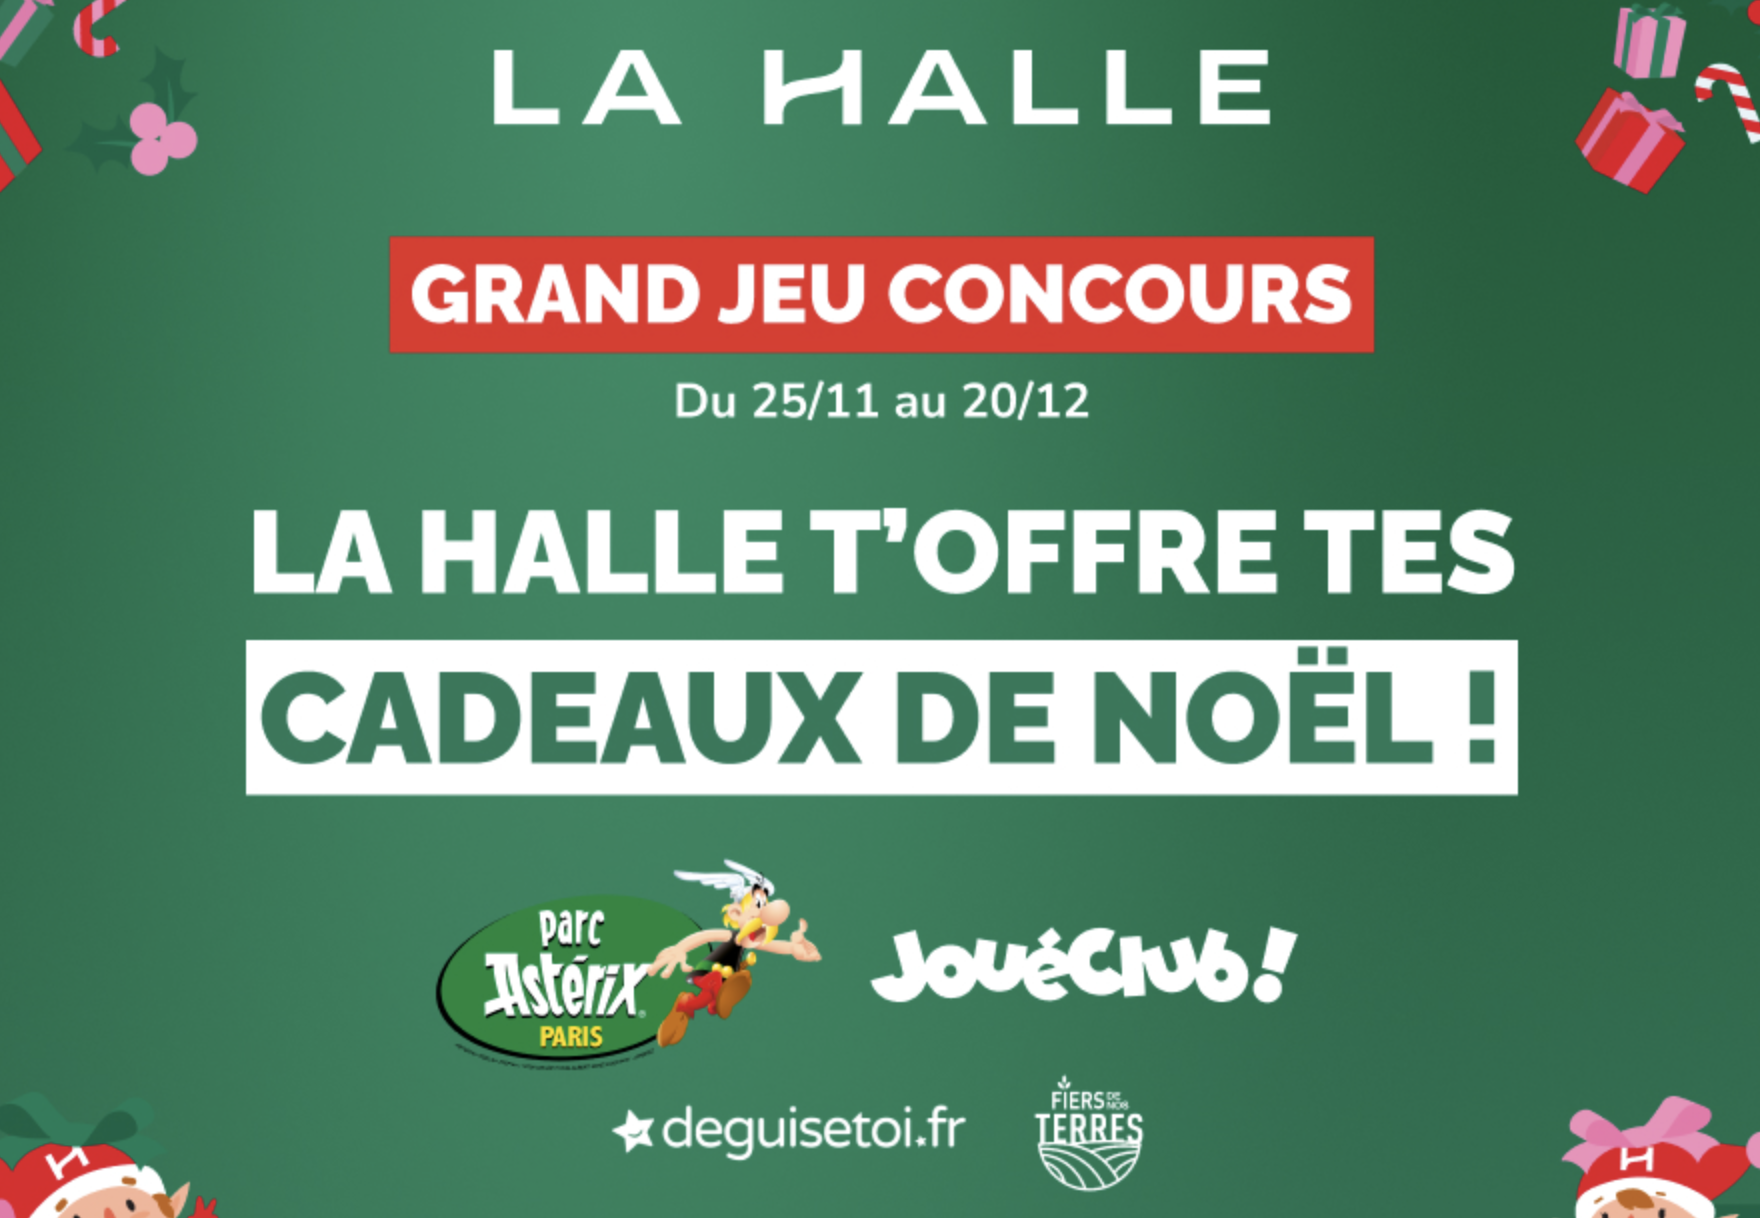 LA HALLE
GRAND JEU CONCOURS
Du 25/11 au 20/12
LA HALLE T’OFFRE TES
CADEAUX DE NOËL !
parc
Astérix
PARIS
JouéClub!
deguisetoi.fr
FIERS DE NOS
TERRES
H
H